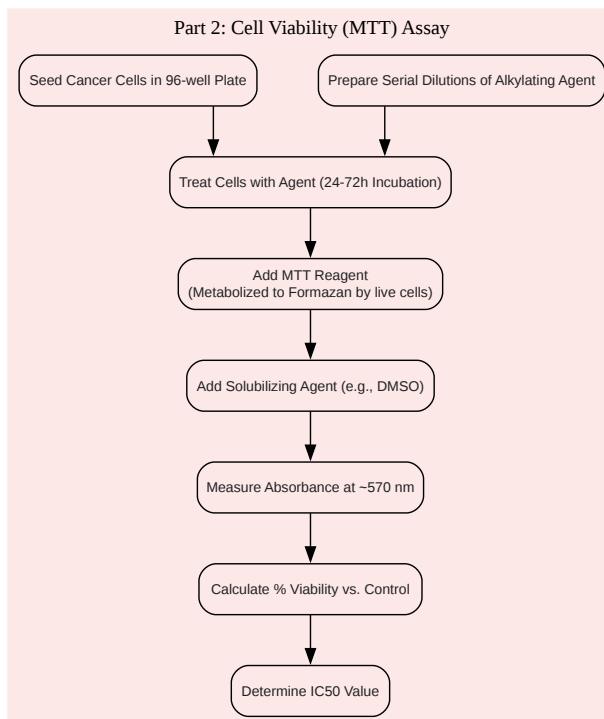 Part 2: Cell Viability (MTT) Assay
Seed Cancer Cells in 96-well Plate
Prepare Serial Dilutions of Alkylating Agent
Treat Cells with Agent (24-72h Incubation)
Add MTT Reagent
(Metabolized to Formazan by live cells)
Add Solubilizing Agent (e.g., DMSO)
Measure Absorbance at ~570 nm
Calculate % Viability vs. Control
Determine IC50 Value